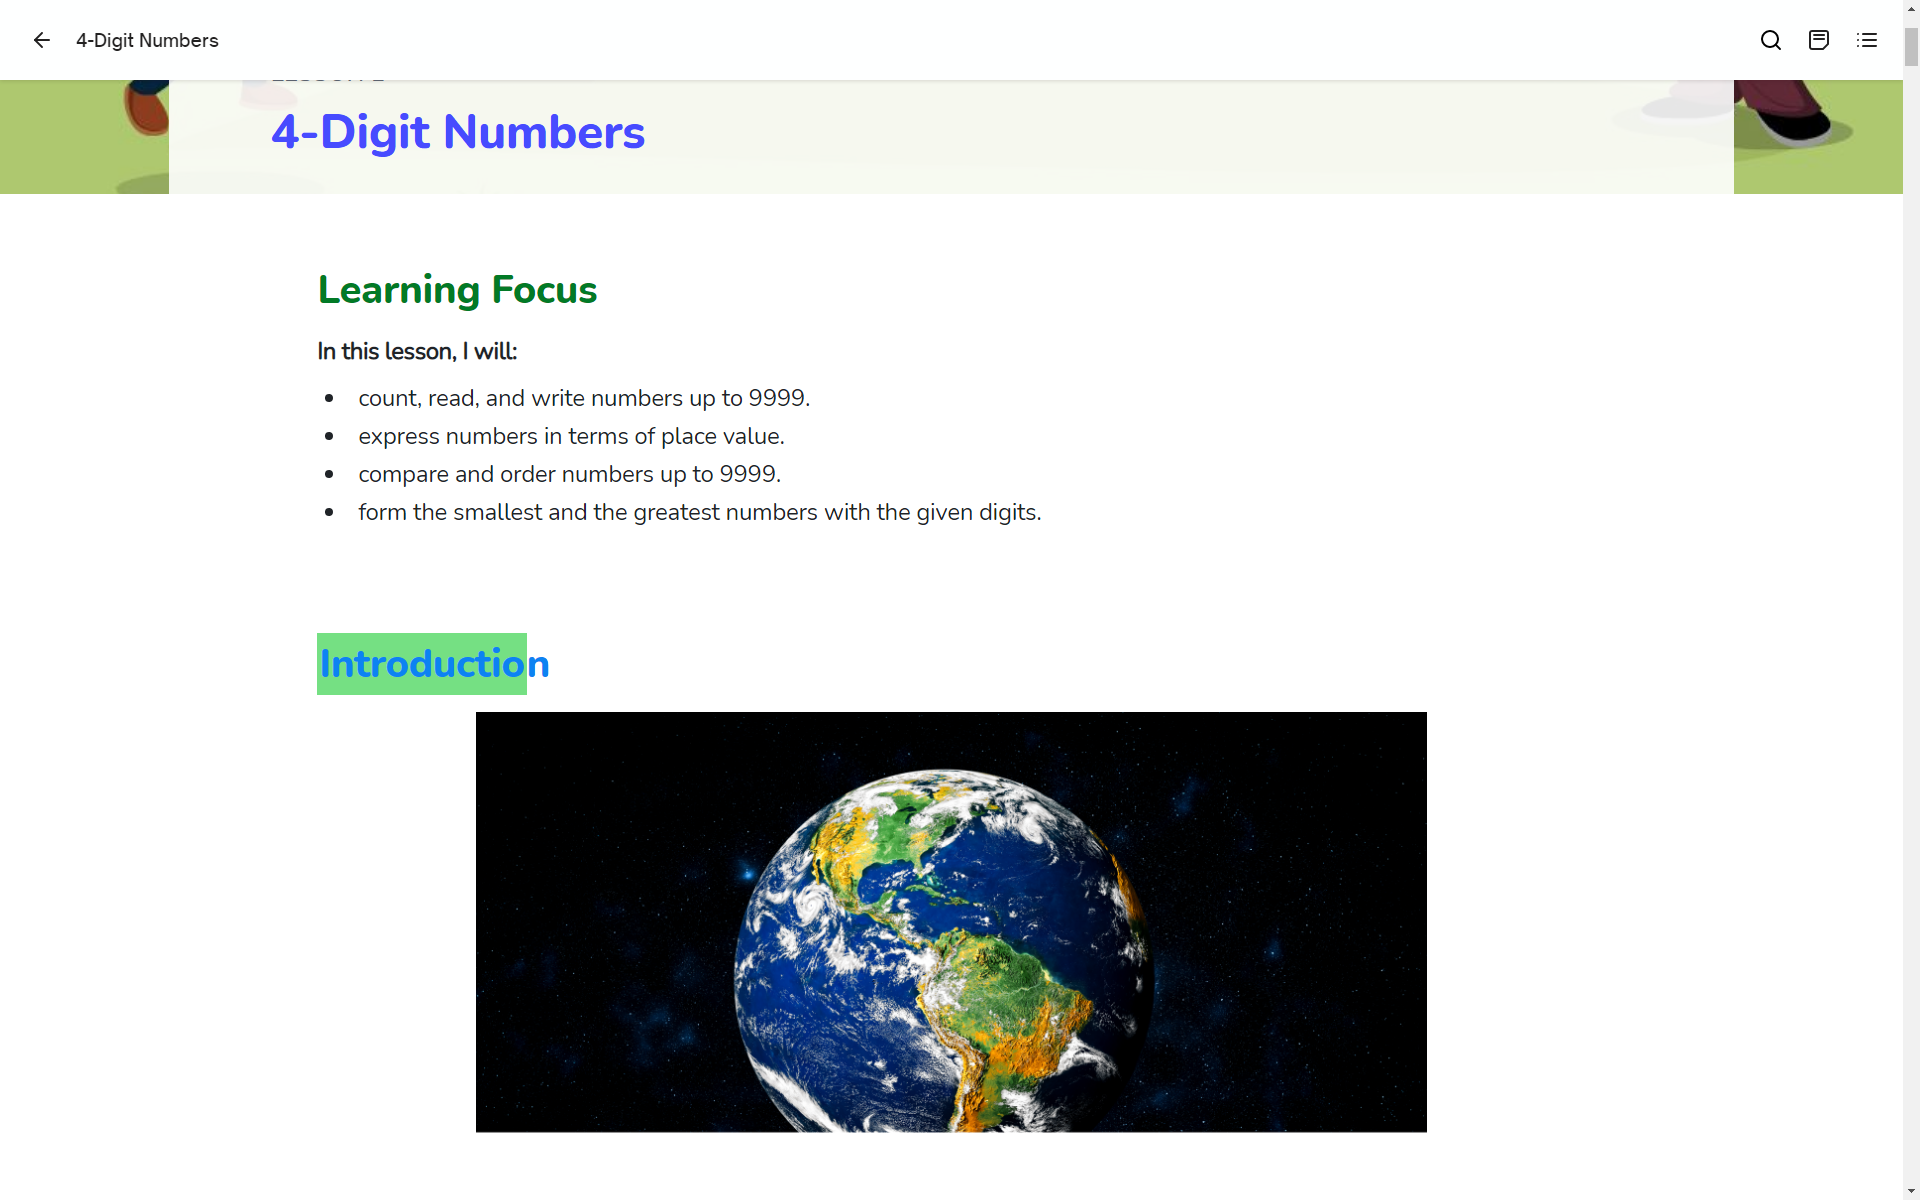 4-Digit Numbers
4-Digit Numbers
Learning Focus
In this lesson, I will:
count, read, and write numbers up to 9999.
express numbers in terms of place value.
compare and order numbers up to 9999.
form the smallest and the greatest numbers with the given digits.
Introduction